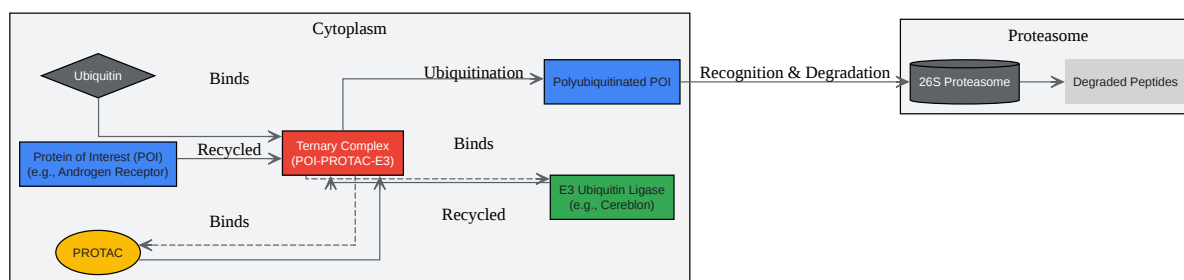 Cytoplasm
Proteasome
Ubiquitin
Binds
Ubiquitination
Polyubiquitinated POI
Recognition & Degradation
26S Proteasome
Degraded Peptides
Protein of Interest (POI)
(e.g., Androgen Receptor)
Recycled
Ternary Complex
(POI-PROTAC-E3)
Binds
E3 Ubiquitin Ligase
(e.g., Cereblon)
Recycled
Binds
PROTAC